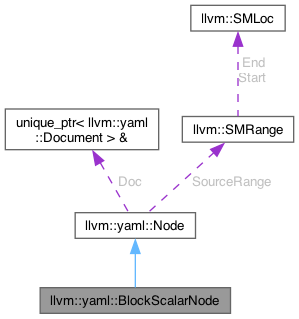 llvm::SMLoc
End
Start
unique_ptr< llvm::yaml
::Document > &
llvm::SMRange
Doc
SourceRange
llvm::yaml::Node
llvm::yaml::BlockScalarNode